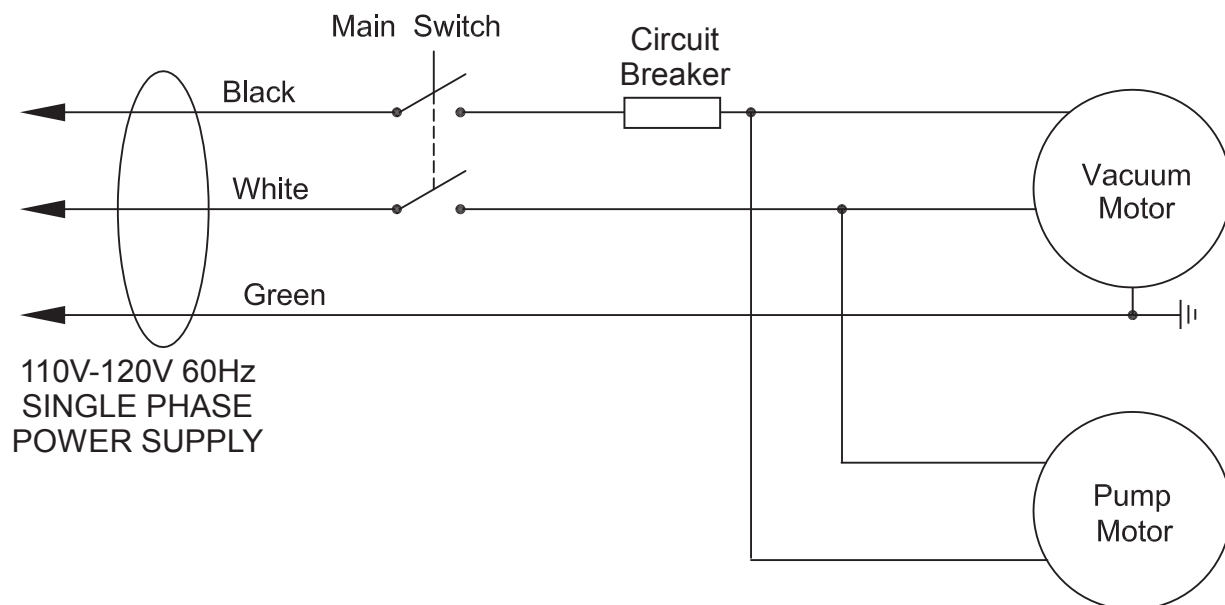 Main Switch
Circuit
Breaker
Black
White
Vacuum
Motor
Green
110V-120V 60Hz
SINGLE PHASE
POWER SUPPLY
Pump
Motor